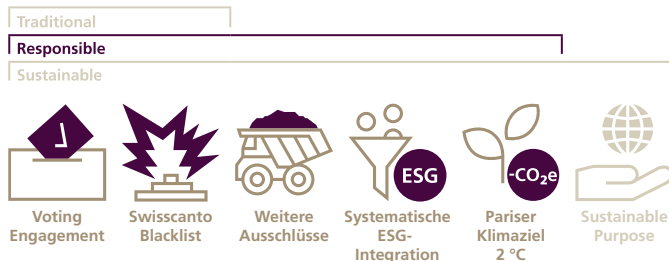 Traditional
Responsible
Sustainable
ESG
-CO₂e
Voting
Engagement
Swisscanto
Blacklist
Weitere
Ausschlüsse
Systematische
ESG-
Integration
Pariser
Klimaziel
2 °C
Sustainable
Purpose